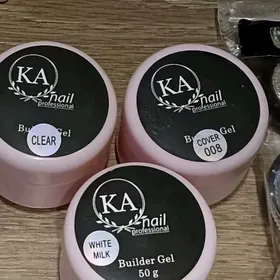 KA
nail
professional
Builder Gel
CLEAR
KA
nail
professional
Builder Gel
COVER
008
KA
nail
professional
WHITE
MILK
Builder Gel
50 g